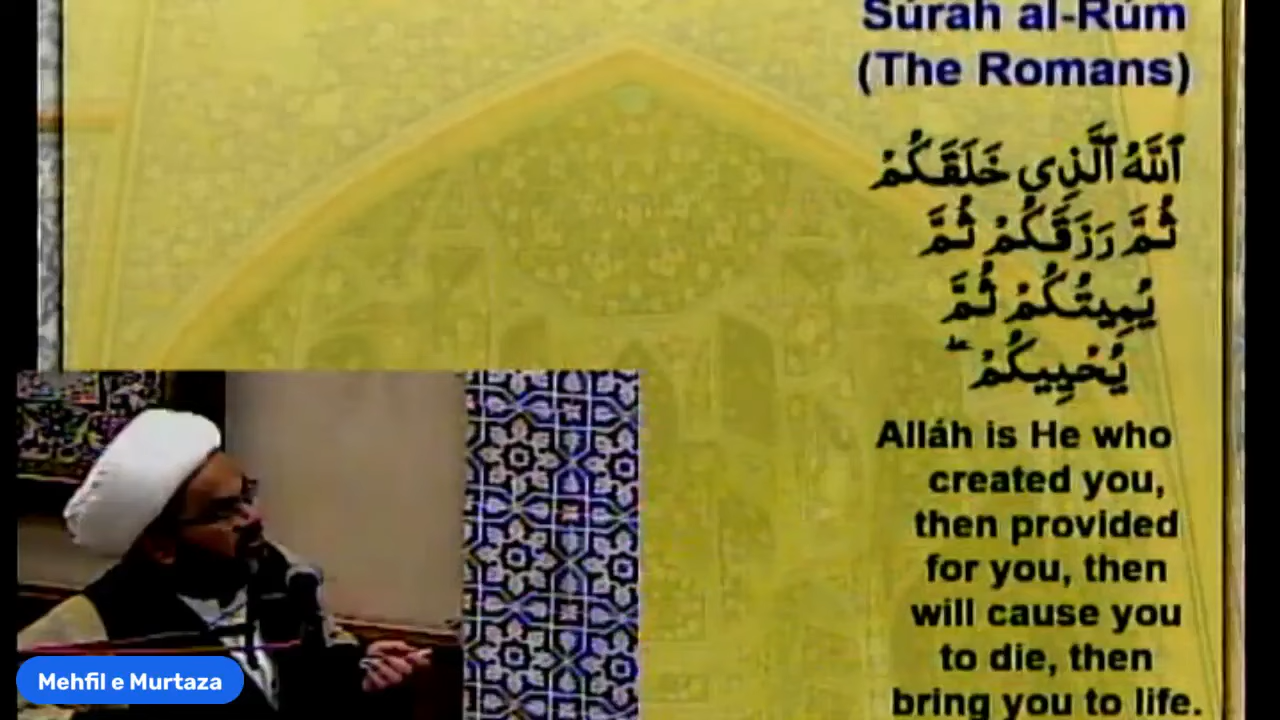 Súrah al-Rúm
(The Romans)
ٱللَّهُ ٱلَّذِي خَلَقَكُمْ
ثُمَّ رَزَقَكُمْ ثُمَّ
يُمِيتُكُمْ ثُمَّ
يُحْيِيكُمْ ۖ
Alláh is He who
created you,
then provided
for you, then
will cause you
to die, then
bring you to life.
Mehfil e Murtaza